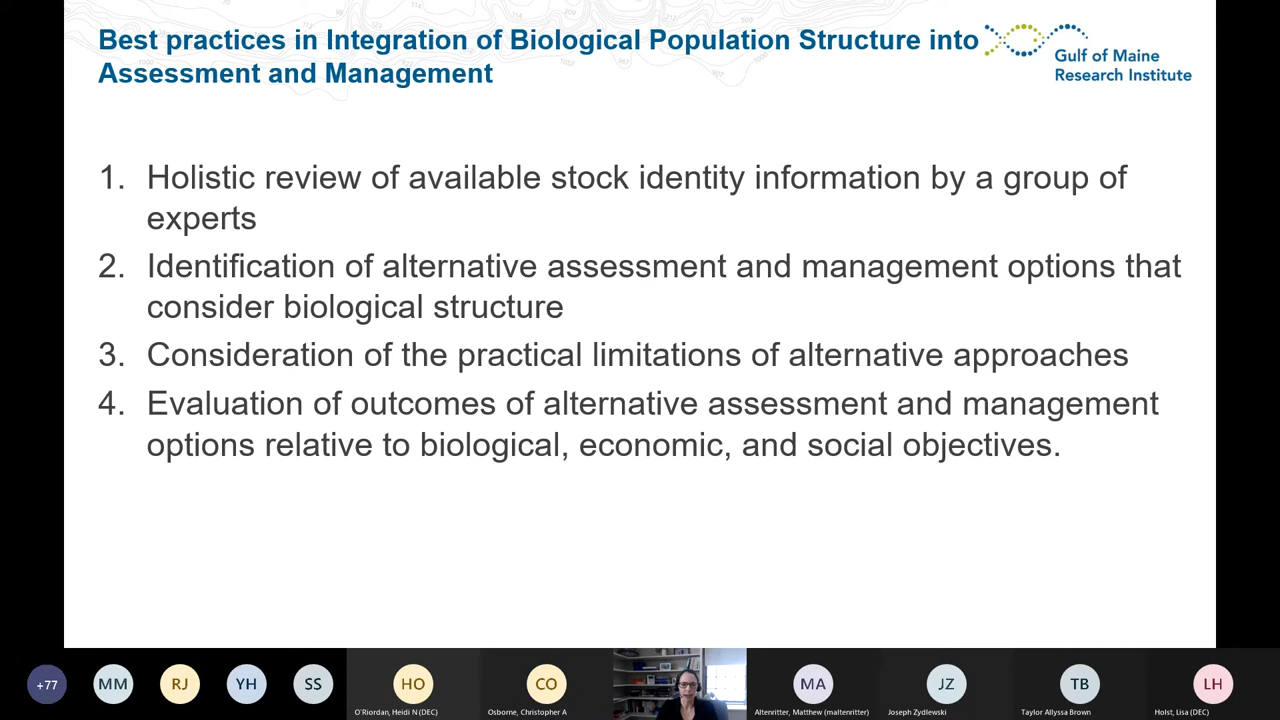 Best practices in Integration of Biological Population Structure into
Assessment and Management
Gulf of Maine
Research Institute
1. Holistic review of available stock identity information by a group of
experts
2. Identification of alternative assessment and management options that
consider biological structure
3. Consideration of the practical limitations of alternative approaches
4. Evaluation of outcomes of alternative assessment and management
options relative to biological, economic, and social objectives.
+77
MM
RJ
YH
SS
HO
CO
MA
JZ
TB
LH
O'Riordan, Heidi N (DEC)
Osborne, Christopher A
Altenritter, Matthew (maltenritter)
Joseph Zydlewski
Taylor Allyssa Brown
Holst, Lisa (DEC)